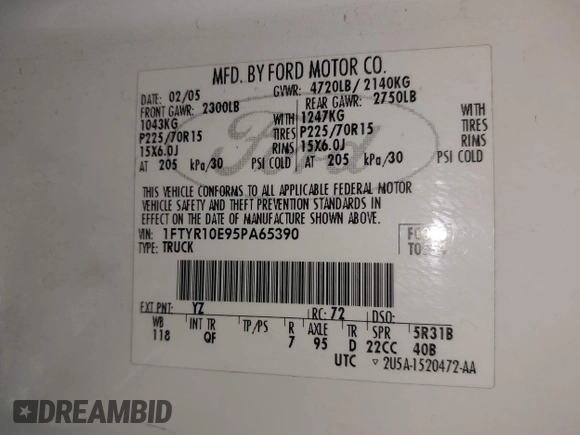 MFD. BY FORD MOTOR CO.
DATE: 02/05 GVWR: 4720LB/ 2140KG
FRONT GAWR: 2300LB REAR GAWR: 2750LB
1043KG WITH 1247KG WITH
P225/70R15 TIRES P225/70R15 TIRES
15X6.0J RIMS 15X6.0J RIMS
AT 205 kPa/30 PSI COLD AT 205 kPa/30 PSI COLD
Ford
THIS VEHICLE CONFORMS TO ALL APPLICABLE FEDERAL MOTOR
VEHICLE SAFETY AND THEFT PREVENTION STANDARDS IN
EFFECT ON THE DATE OF MANUFACTURE SHOWN ABOVE.
VIN: 1FTYR10E95PA65390
TYPE: TRUCK
EXT PNT: YZ RC: 72 DSO:
WB INT TR TP/PS R AXLE TR SPR 5R31B
118 QF 7 95 D 22CC 40B
UTC ▽ 2U5A-1520472-AA
DREAMBID